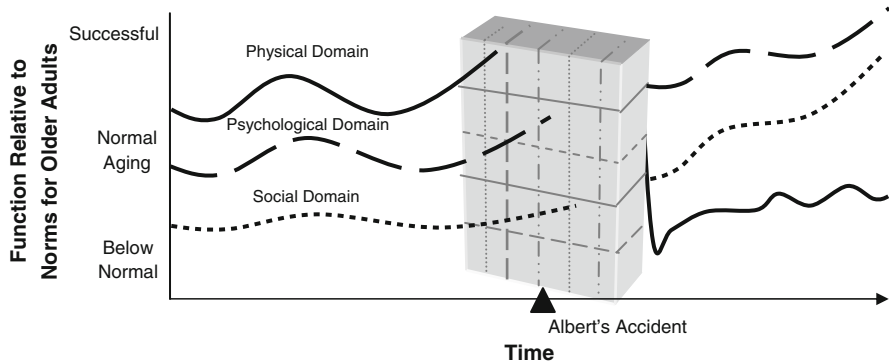 Successful
Physical Domain
Psychological Domain
Normal
Aging
Social Domain
Below
Normal
Function Relative to
Norms for Older Adults
Albert's Accident
Time